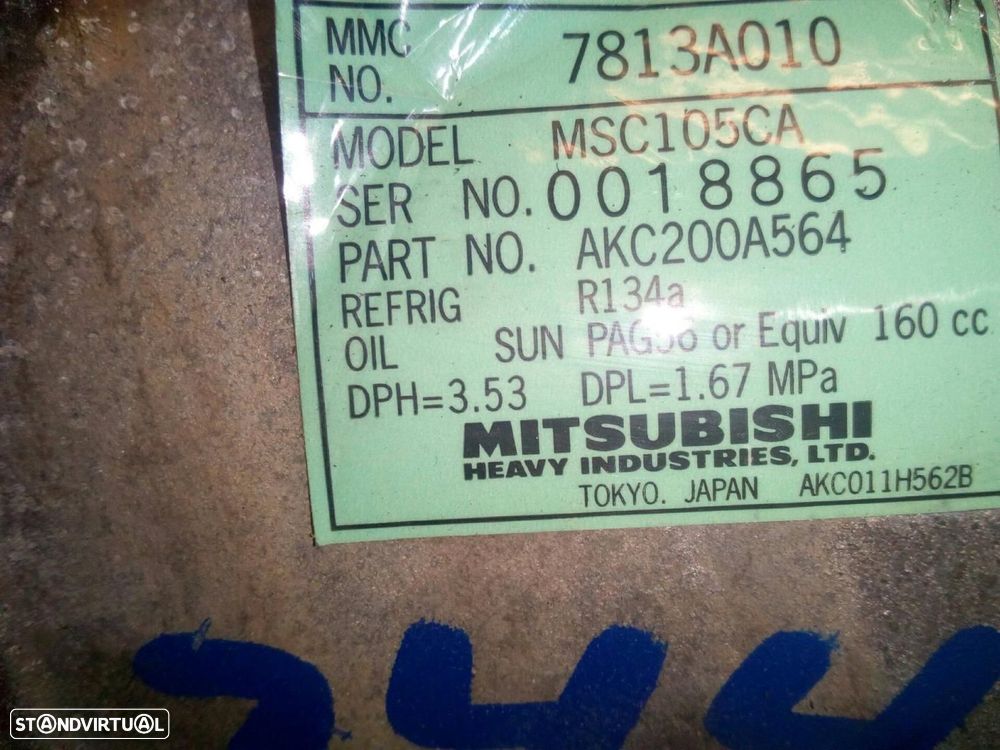 MMC NO. 7813A010
MODEL MSC105CA
SER NO. 0018865
PART NO. AKC200A564
REFRIG R134a
OIL SUN PAG56 or Equiv 160 cc
DPH=3.53 DPL=1.67 MPa
MITSUBISHI
HEAVY INDUSTRIES, LTD.
TOKYO. JAPAN AKC011H562B
STANDVIRTUAL